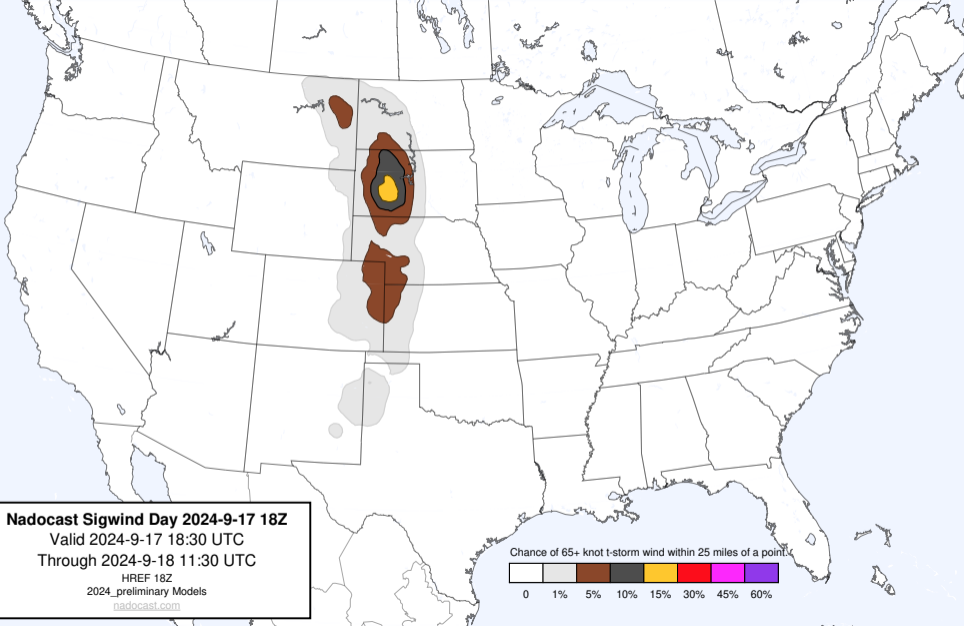 Nadocast Sigwind Day 2024-9-17 18Z
Valid 2024-9-17 18:30 UTC
Through 2024-9-18 11:30 UTC
HREF 18Z
2024_preliminary Models
nadocast.com
Chance of 65+ knot t-storm wind within 25 miles of a point.
0 1% 5% 10% 15% 30% 45% 60%